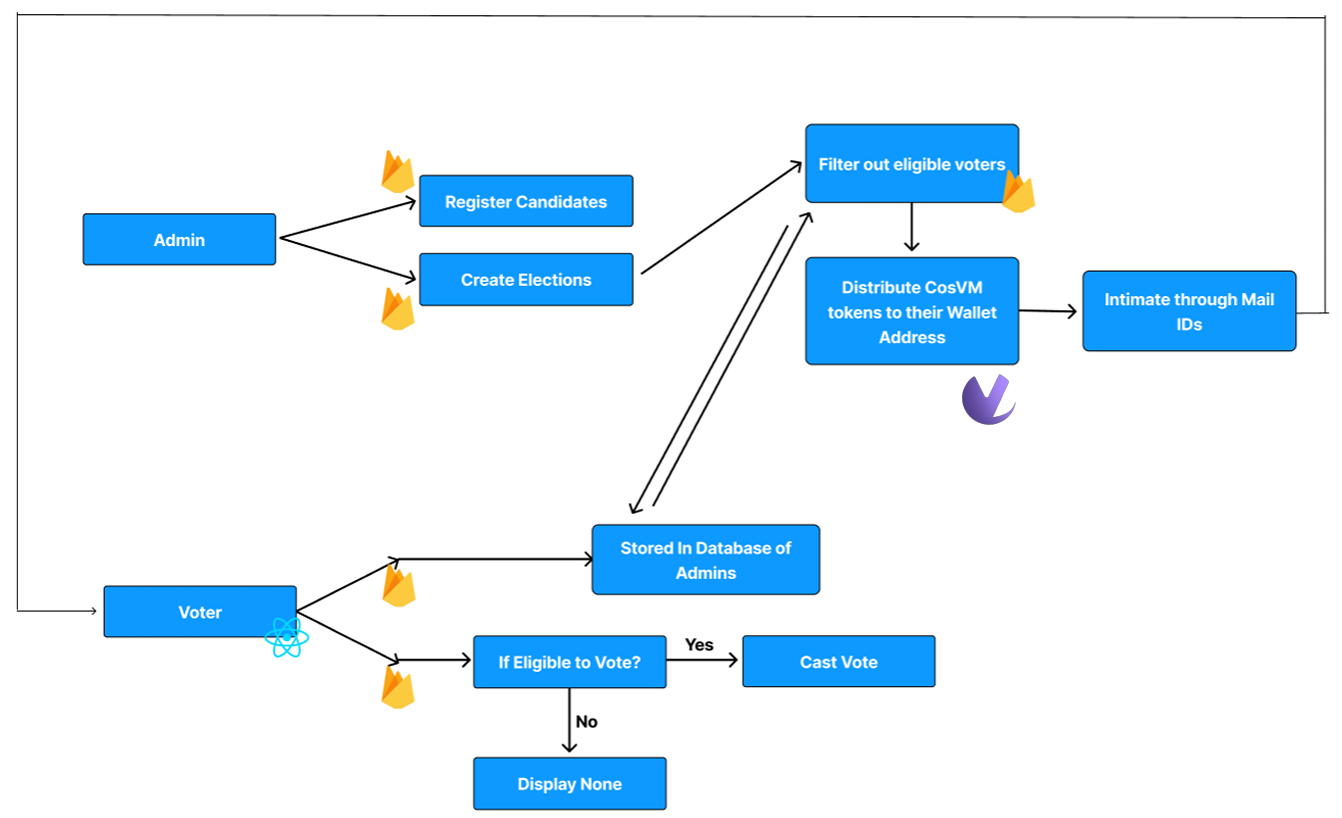 Filter out eligible voters
Register Candidates
Admin
Create Elections
Distribute CosVM
tokens to their Wallet
Address
Intimate through Mail
IDs
Stored In Database of
Admins
Voter
If Eligible to Vote?
Yes
Cast Vote
No
Display None